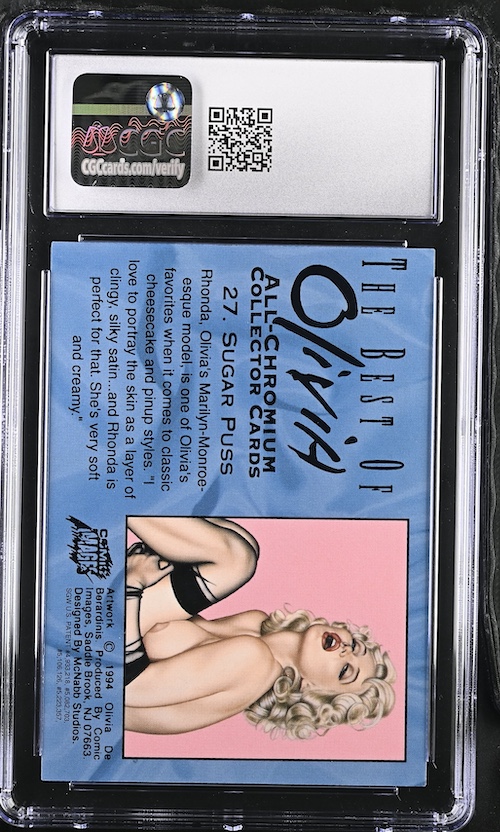 CGC
CGCcards.com/verify
THE BEST OF
Olivia
ALL-CHROMIUM
COLLECTOR CARDS
27. SUGAR PUSS
Rhonda, Olivia's Marilyn-Monroe-
esque model, is one of Olivia's
favorites when it comes to classic
cheesecake and pinup styles. "I
love to portray the skin as a layer of
clingy, silky satin...and Rhonda is
perfect for that. She's very soft
and creamy."
COMIC
IMAGES
Artwork © 1994 Olivia De
Berardinis Produced By Comic
Images, Saddle Brook, NJ 07663.
Designed By McNabb Studios.